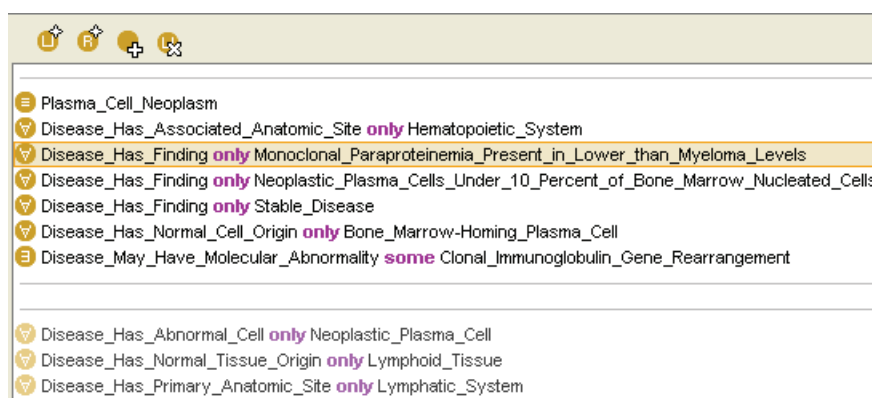 Plasma_Cell_Neoplasm
Disease_Has_Associated_Anatomic_Site only Hematopoietic_System
Disease_Has_Finding only Monoclonal_Paraproteinemia_Present_in_Lower_than_Myeloma_Levels
Disease_Has_Finding only Neoplastic_Plasma_Cells_Under_10_Percent_of_Bone_Marrow_Nucleated_Cells
Disease_Has_Finding only Stable_Disease
Disease_Has_Normal_Cell_Origin only Bone_Marrow-Homing_Plasma_Cell
Disease_May_Have_Molecular_Abnormality some Clonal_Immunoglobulin_Gene_Rearrangement
Disease_Has_Abnormal_Cell only Neoplastic_Plasma_Cell
Disease_Has_Normal_Tissue_Origin only Lymphoid_Tissue
Disease_Has_Primary_Anatomic_Site only Lymphatic_System